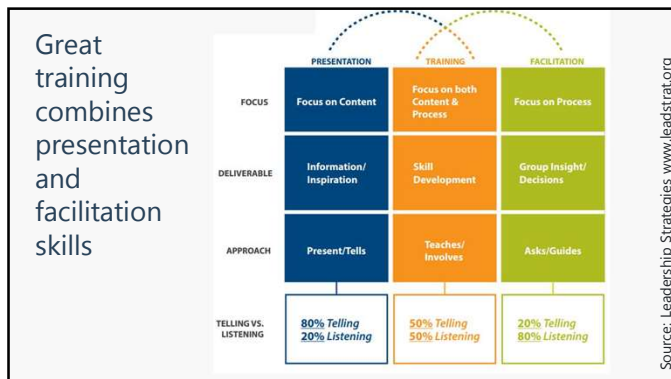 Great
training
combines
presentation
and
facilitation
skills
PRESENTATION TRAINING FACILITATION
FOCUS
Focus on Content
Focus on both
Content &
Process
Focus on Process
DELIVERABLE
Information/
Inspiration
Skill
Development
Group Insight/
Decisions
APPROACH
Present/Tells
Teaches/
Involves
Asks/Guides
TELLING VS.
LISTENING
80% Telling
20% Listening
50% Telling
50% Listening
20% Telling
80% Listening
Source: Leadership Strategies www.leadstrat.org